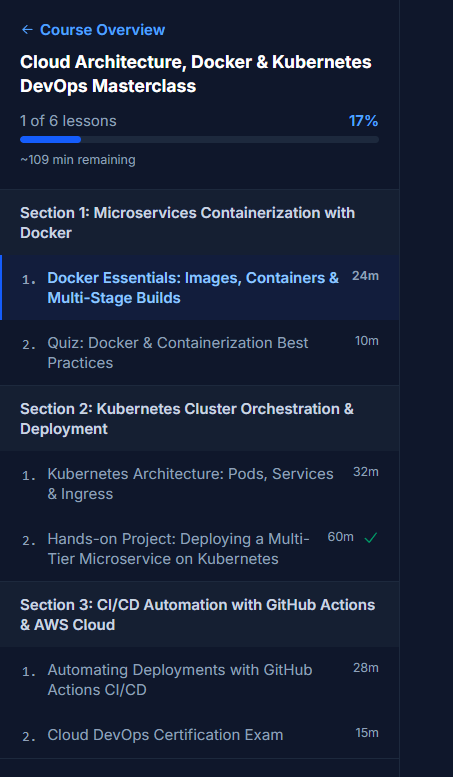 ← Course Overview
Cloud Architecture, Docker & Kubernetes
DevOps Masterclass
1 of 6 lessons 17%
~109 min remaining
Section 1: Microservices Containerization with
Docker
1. Docker Essentials: Images, Containers & 24m
Multi-Stage Builds
2. Quiz: Docker & Containerization Best 10m
Practices
Section 2: Kubernetes Cluster Orchestration &
Deployment
1. Kubernetes Architecture: Pods, Services 32m
& Ingress
2. Hands-on Project: Deploying a Multi- 60m ✓
Tier Microservice on Kubernetes
Section 3: CI/CD Automation with GitHub Actions
& AWS Cloud
1. Automating Deployments with GitHub 28m
Actions CI/CD
2. Cloud DevOps Certification Exam 15m